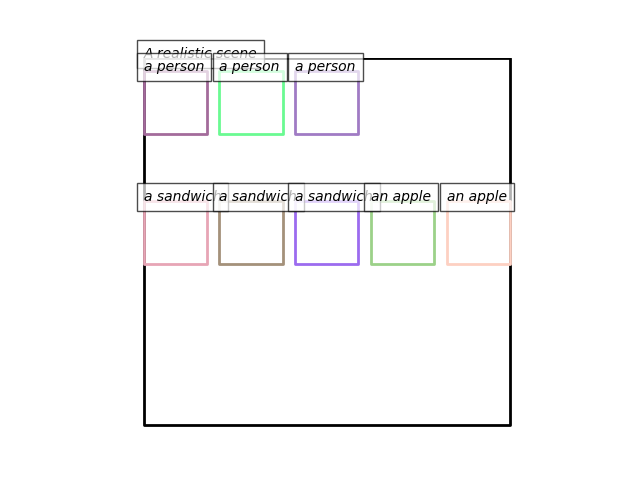 A realistic scene
a person a person a person
a sandwich a sandwich a sandwich an apple an apple